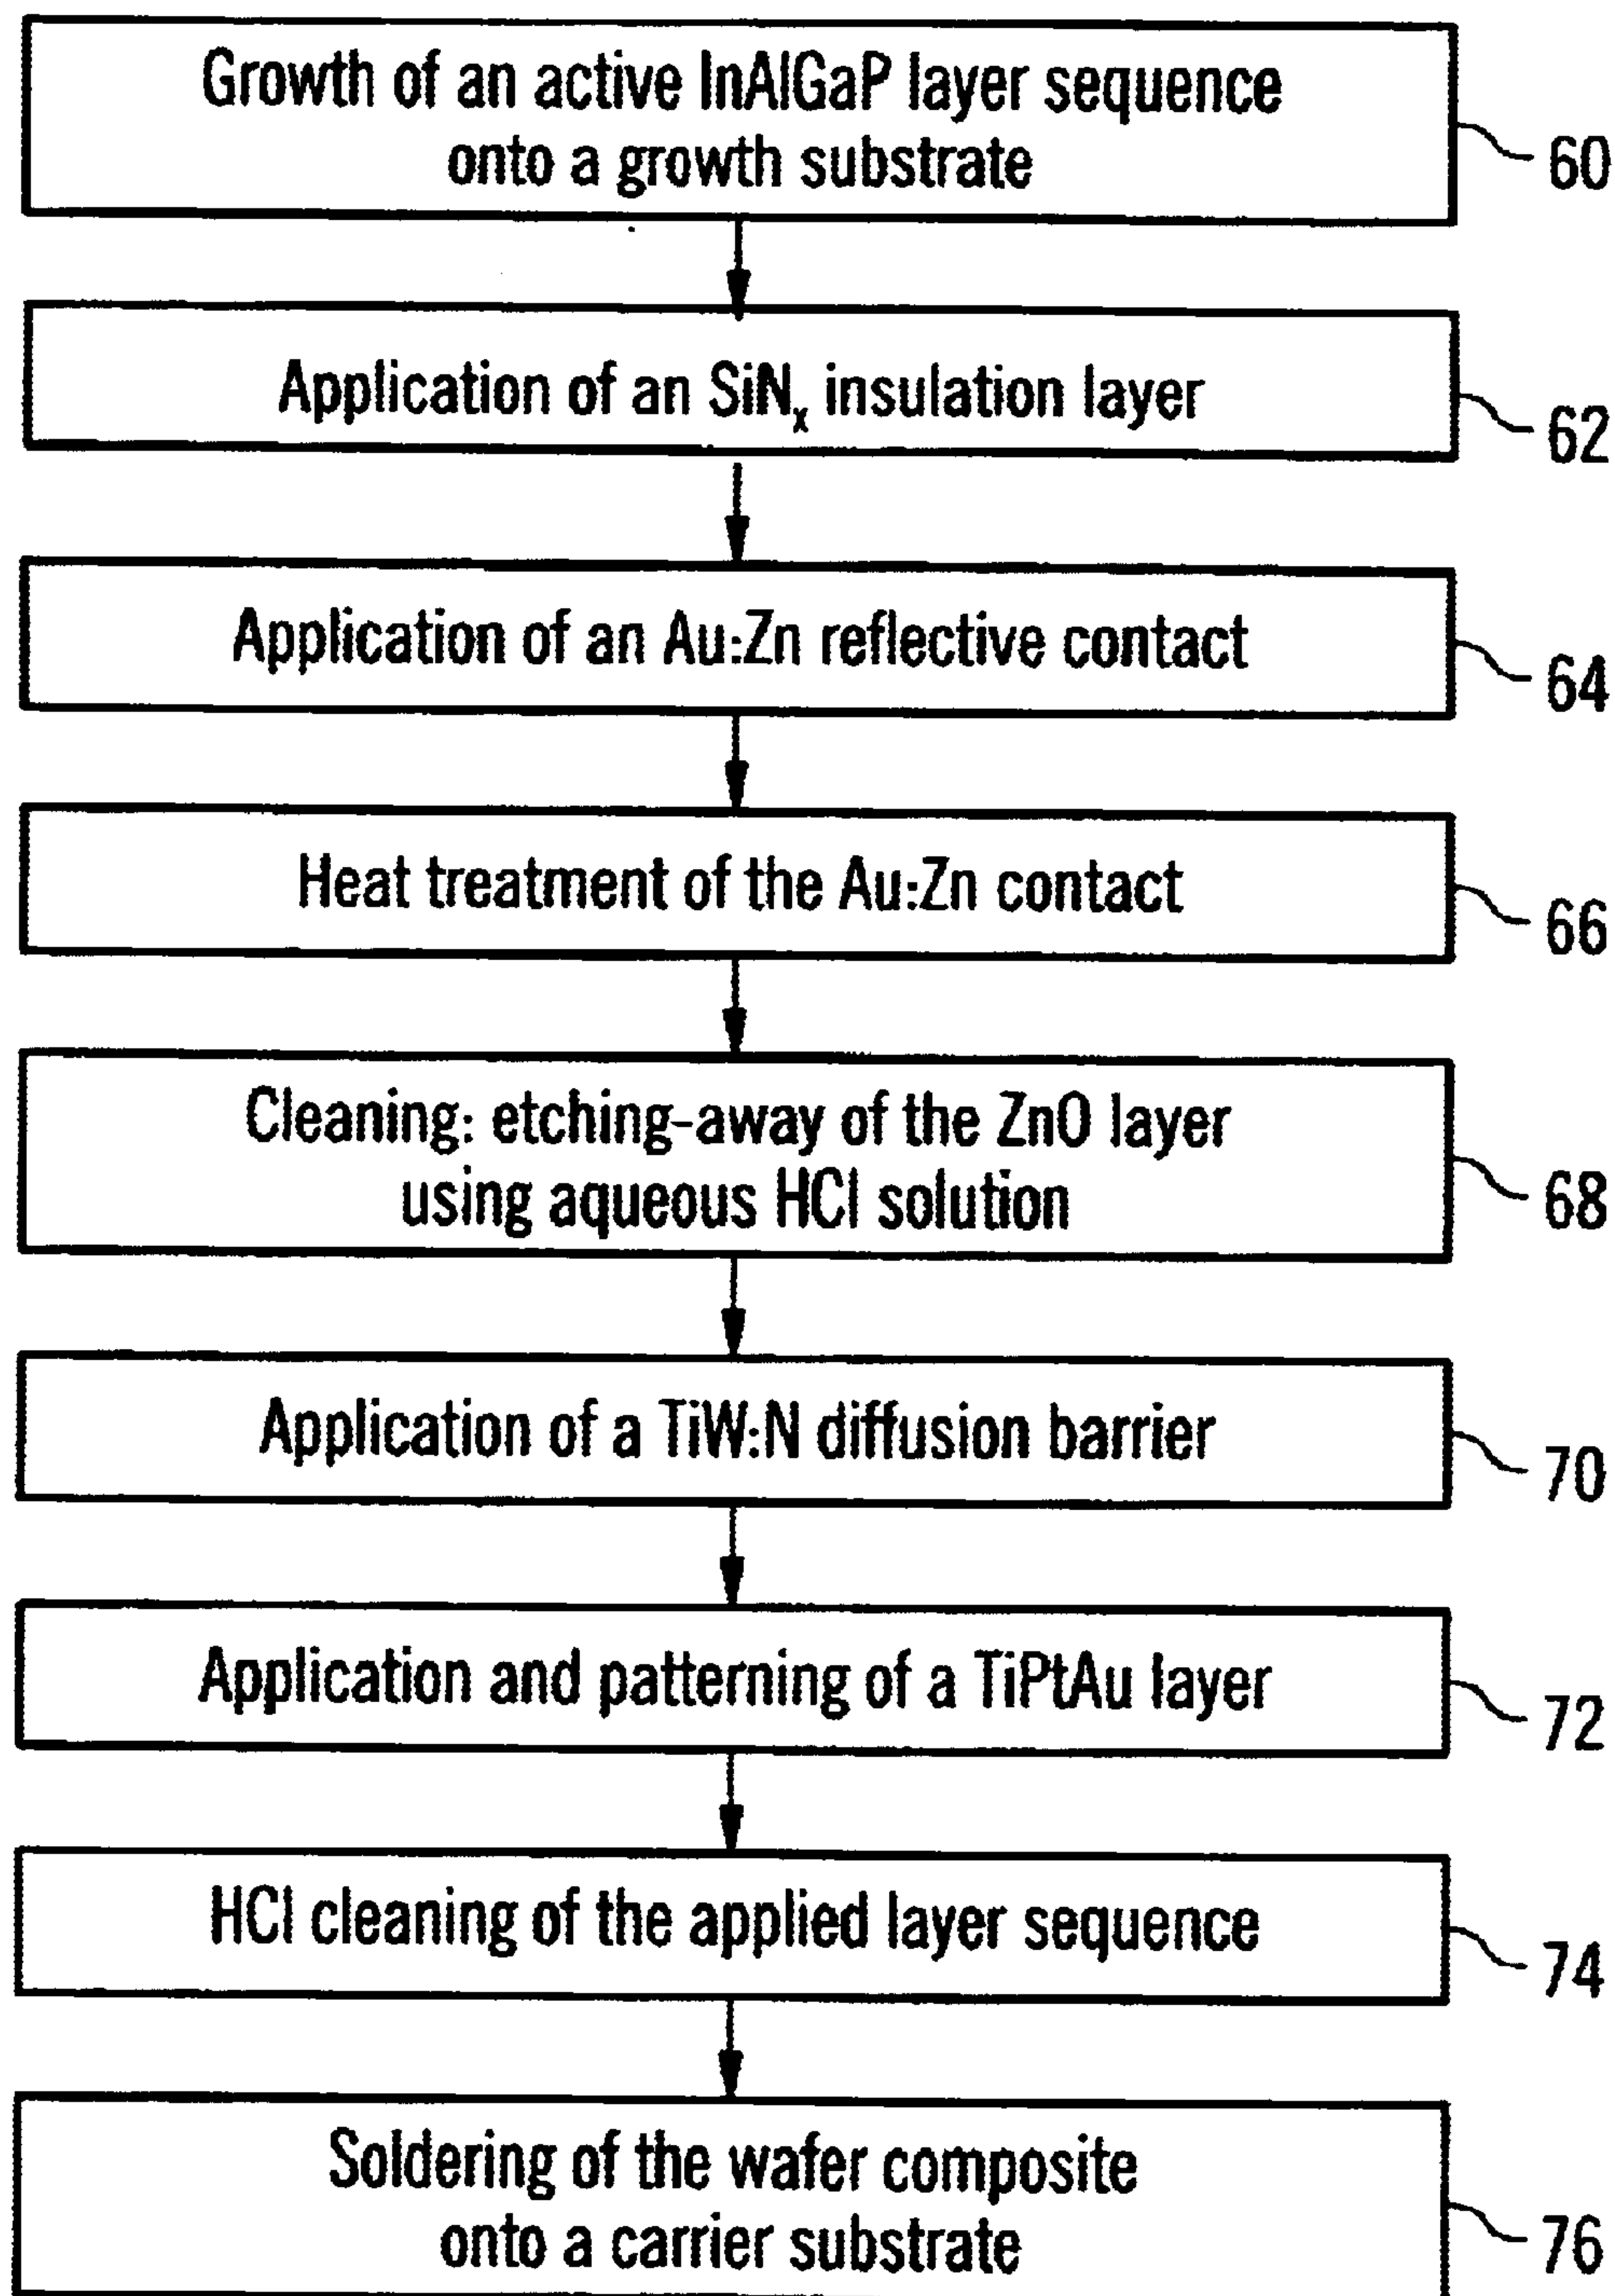 Growth of an active InAlGaP layer sequence
onto a growth substrate
60
Application of an SiNₓ insulation layer
62
Application of an Au:Zn reflective contact
64
Heat treatment of the Au:Zn contact
66
Cleaning: etching-away of the ZnO layer
using aqueous HCl solution
68
Application of a TiW:N diffusion barrier
70
Application and patterning of a TiPtAu layer
72
HCl cleaning of the applied layer sequence
74
Soldering of the wafer composite
onto a carrier substrate
76